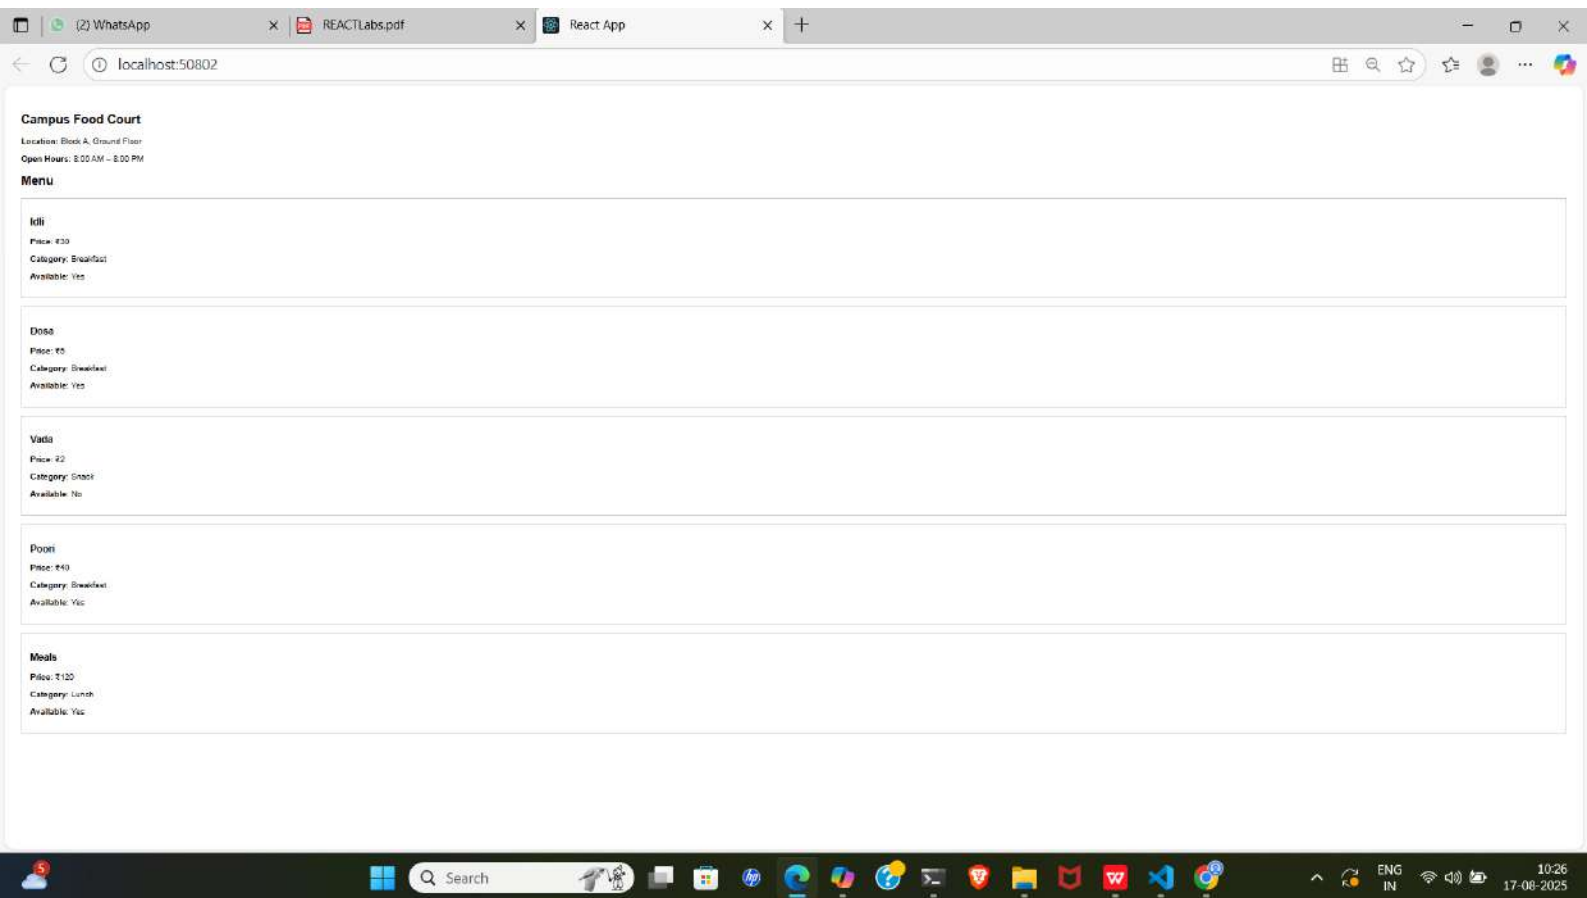 (2) WhatsApp
REACTLabs.pdf
React App
localhost:50802
Campus Food Court
Location: Block A, Ground Floor
Open Hours: 8:00 AM – 8:00 PM
Menu
Idli
Price: ₹30
Category: Breakfast
Available: Yes
Dosa
Price: ₹5
Category: Breakfast
Available: Yes
Vada
Price: ₹2
Category: Snack
Available: No
Poori
Price: ₹40
Category: Breakfast
Available: Yes
Meals
Price: ₹120
Category: Lunch
Available: Yes
5
Search
ENG
IN
10:26
17-08-2025